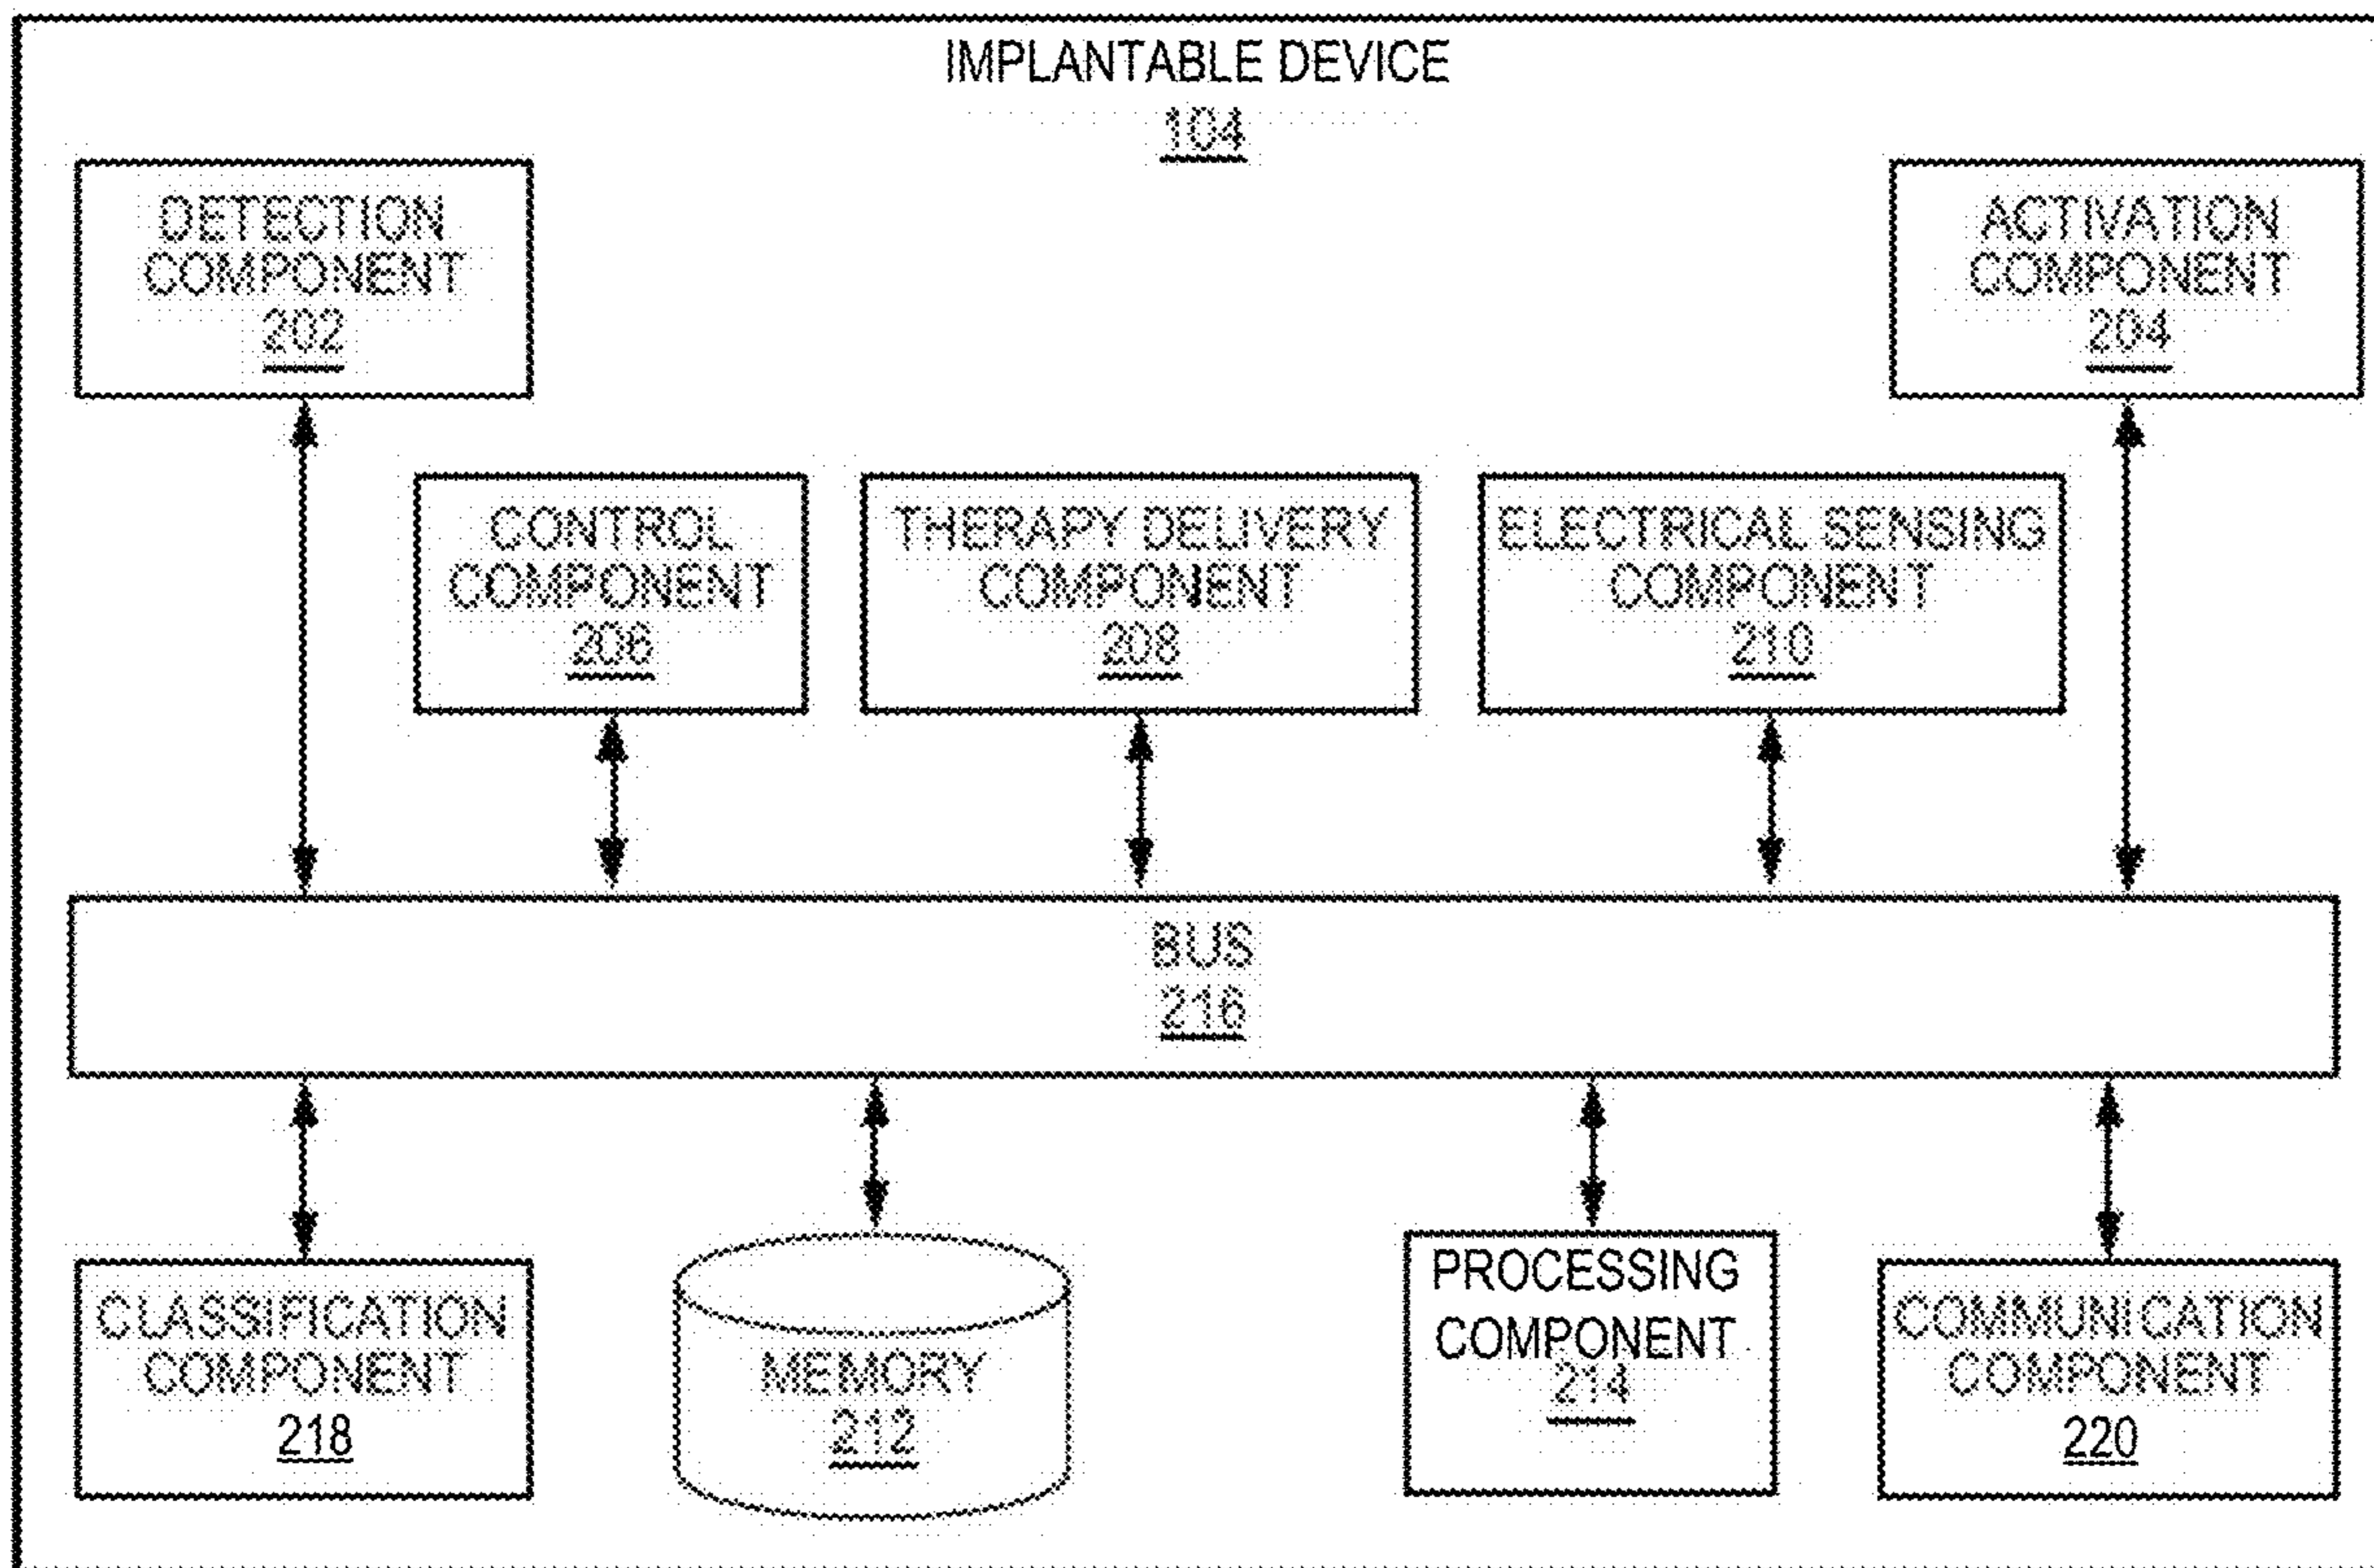 IMPLANTABLE DEVICE
104
DETECTION
COMPONENT
202
ACTIVATION
COMPONENT
204
CONTROL
COMPONENT
206
THERAPY DELIVERY
COMPONENT
208
ELECTRICAL SENSING
COMPONENT
210
BUS
216
CLASSIFICATION
COMPONENT
218
MEMORY
212
PROCESSING
COMPONENT
214
COMMUNICATION
COMPONENT
220